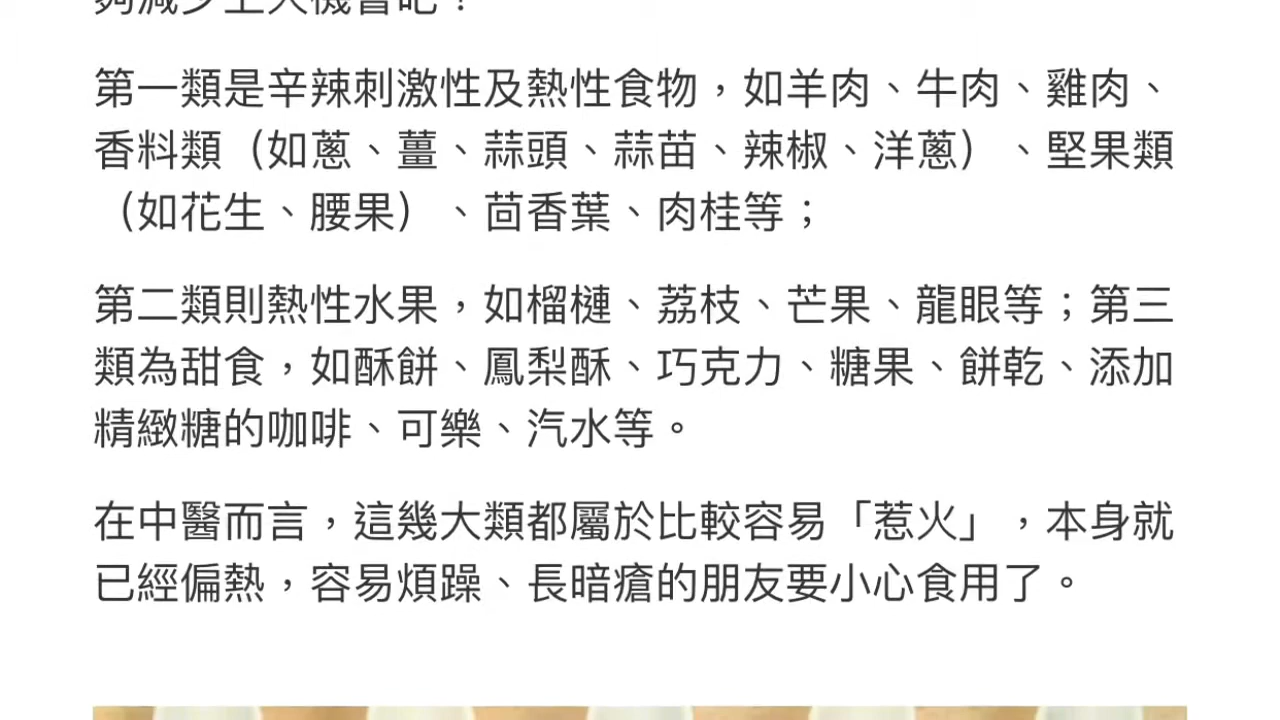 第一類是辛辣刺激性及熱性食物，如羊肉、牛肉、雞肉、
香料類（如蔥、薑、蒜頭、蒜苗、辣椒、洋蔥）、堅果類
（如花生、腰果）、茴香葉、肉桂等；
第二類則熱性水果，如榴槤、荔枝、芒果、龍眼等；第三
類為甜食，如酥餅、鳳梨酥、巧克力、糖果、餅乾、添加
精緻糖的咖啡、可樂、汽水等。
在中醫而言，這幾大類都屬於比較容易「惹火」，本身就
已經偏熱，容易煩躁、長暗瘡的朋友要小心食用了。